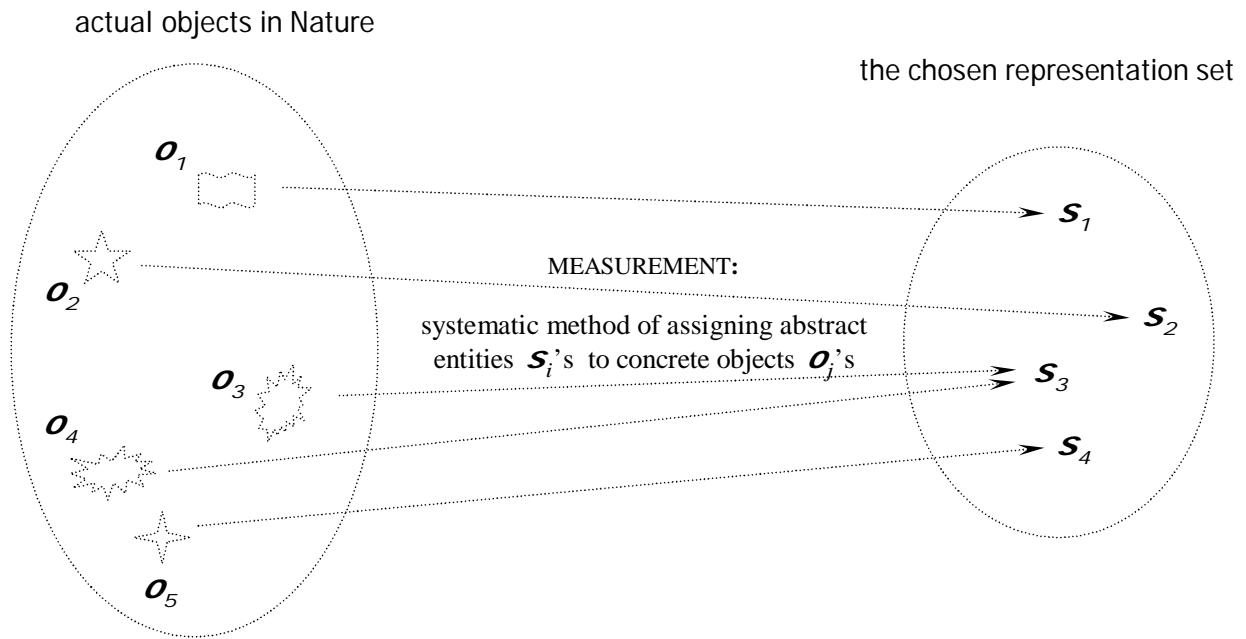 actual objects in Nature
the chosen representation set
o₁
s₁
o₂
MEASUREMENT:
s₂
systematic method of assigning abstract
entities sᵢ's to concrete objects oⱼ's
o₃
s₃
o₄
s₄
o₅